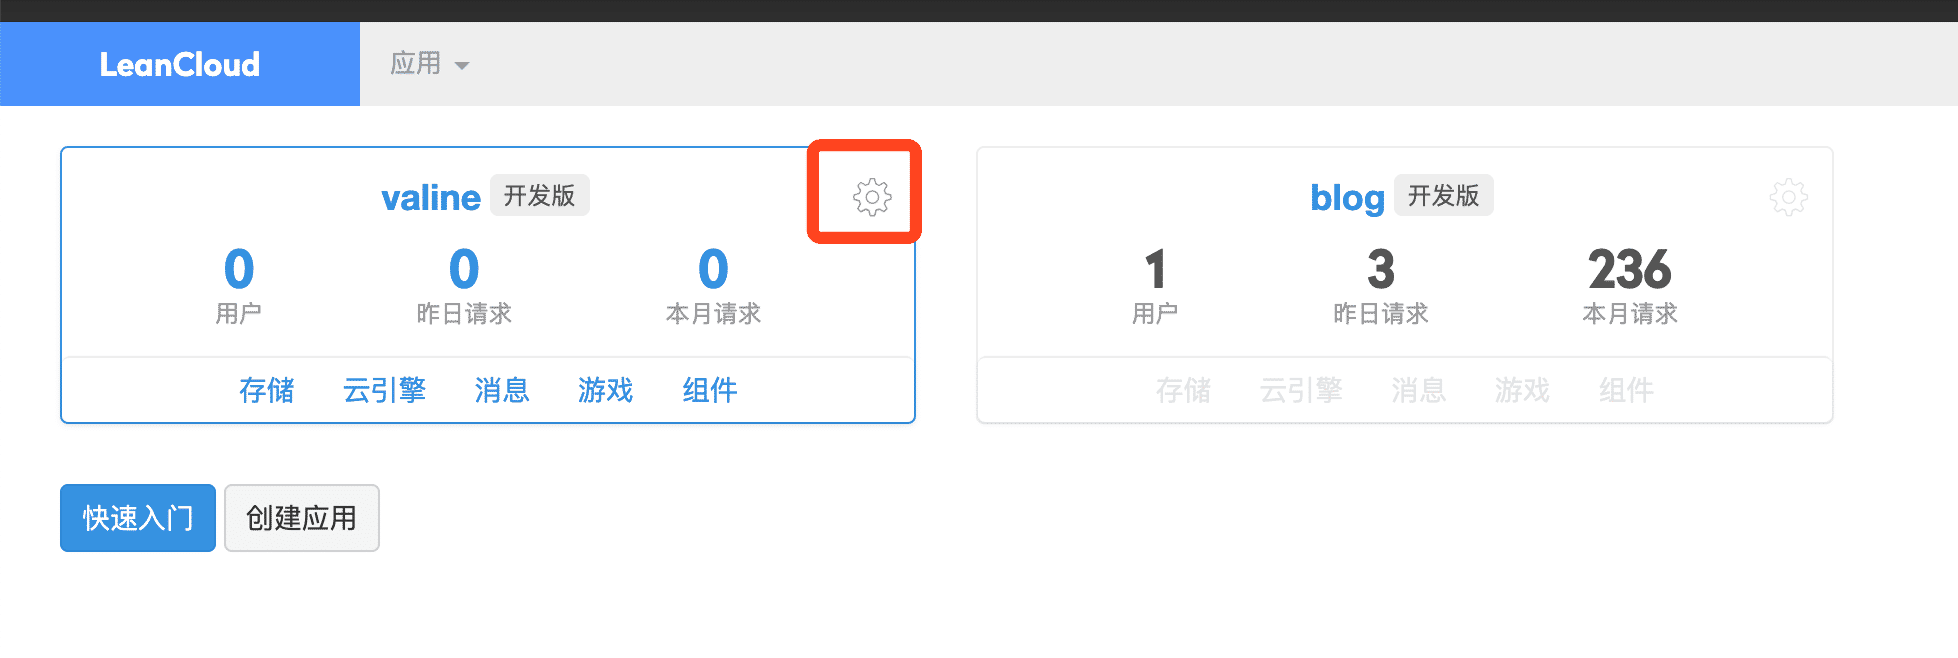 LeanCloud 应用
valine 开发版
0 0 0
用户 昨日请求 本月请求
存储 云引擎 消息 游戏 组件
blog 开发版
1 3 236
用户 昨日请求 本月请求
存储 云引擎 消息 游戏 组件
快速入门 创建应用